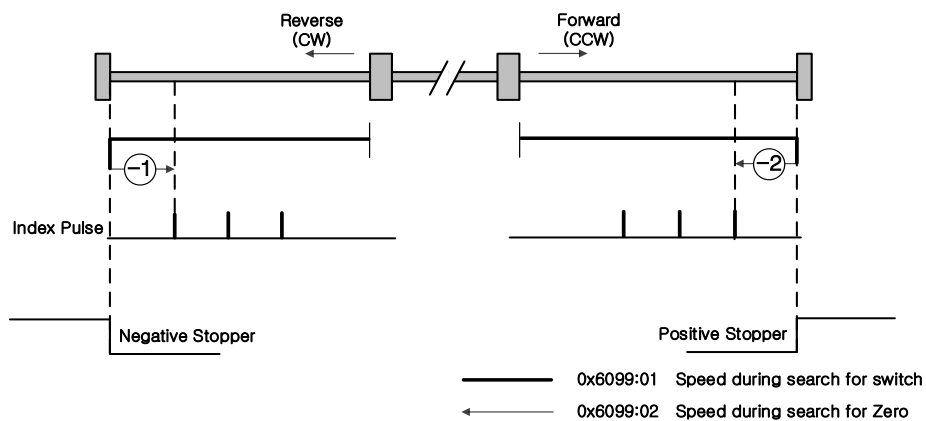 Reverse
(CW)
Forward
(CCW)
-1
-2
Index Pulse
Negative Stopper
Positive Stopper
0x6099:01 Speed during search for switch
0x6099:02 Speed during search for Zero